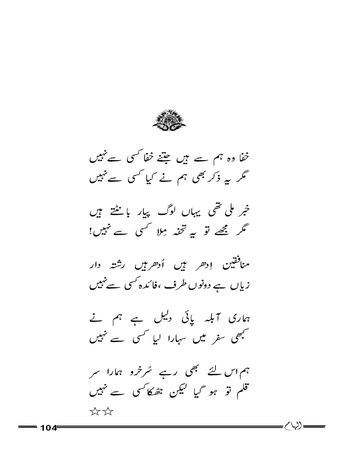 خفا وہ ہم سے ہیں جتنے خفا کسی سے نہیں
مگر یہ ذکر بھی ہم نے کیا کسی سے نہیں
خبر ملی تھی یہاں لوگ پیار بانٹتے ہیں
مگر مجھے تو یہ تحفہ مِلا کسی سے نہیں!
منافقین اِدھر ہیں اُدھر ہیں رشتہ دار
زیاں ہے دونوں طرف ،فائدہ کسی سے نہیں
ہماری آبلہ پائی دلیل ہے ہم نے
کبھی سفر میں سہارا لیا کسی سے نہیں
ہم اس لئے بھی رہے سُرخرو ہمارا سر
قلم تو ہو گیا لیکن جھکا کسی سے نہیں
☆☆
104